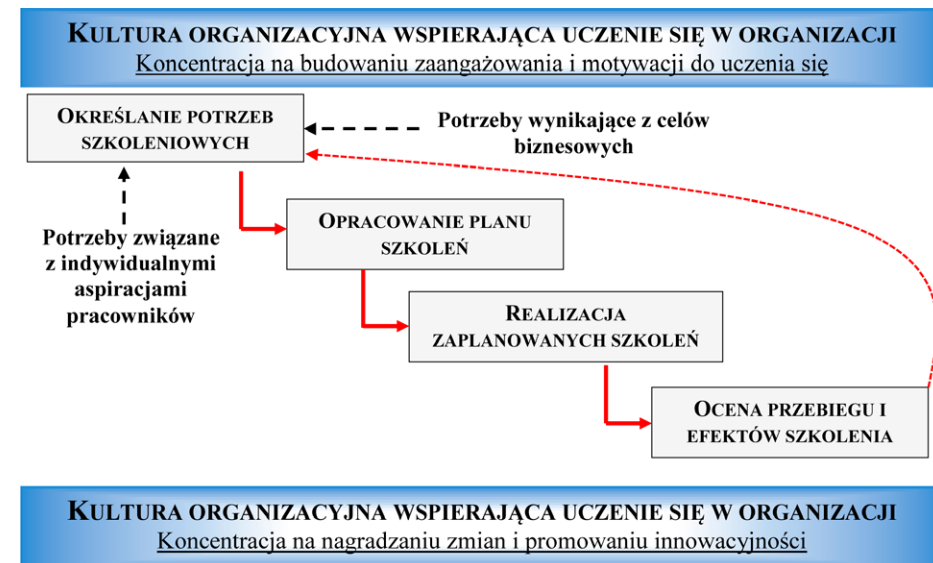 KULTURA ORGANIZACYJNA WSPIERAJĄCA UCZENIE SIĘ W ORGANIZACJI
Koncentracja na budowaniu zaangażowania i motywacji do uczenia się
OKREŚLANIE POTRZEB
SZKOLENIOWYCH
Potrzeby wynikające z celów
biznesowych
OPRACOWANIE PLANU
SZKOLEŃ
Potrzeby związane
z indywidualnymi
aspiracjami
pracowników
REALIZACJA
ZAPLANOWANYCH SZKOLEŃ
OCENA PRZEBIEGU I
EFEKTÓW SZKOLENIA
KULTURA ORGANIZACYJNA WSPIERAJĄCA UCZENIE SIĘ W ORGANIZACJI
Koncentracja na nagradzaniu zmian i promowaniu innowacyjności